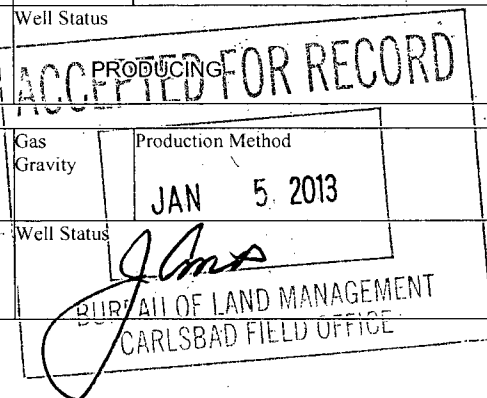 Well Status
PRODUCING
ACCEPTED FOR RECORD
Gas Gravity
Production Method
JAN 5 2013
Well Status
BUREAU OF LAND MANAGEMENT
CARLSBAD FIELD OFFICE